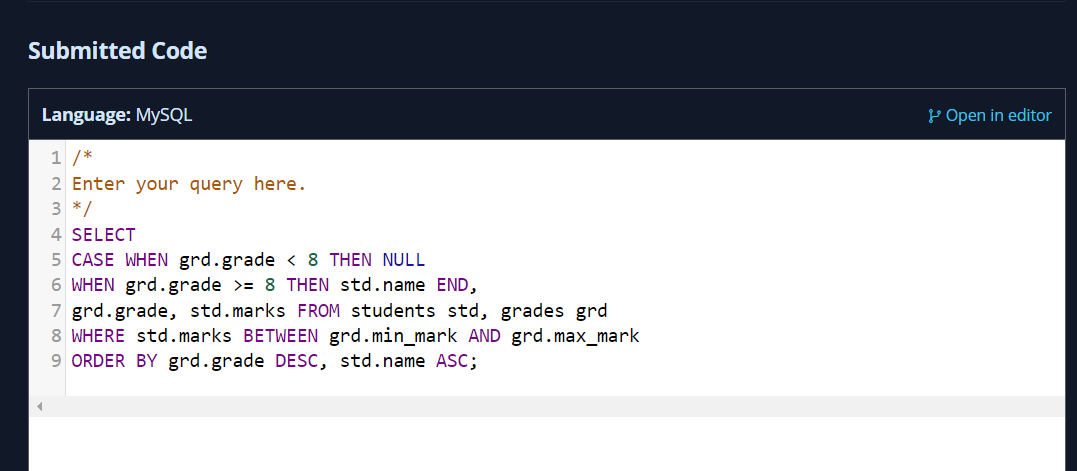 Submitted Code
Language: MySQL
Open in editor
1 /*
2 Enter your query here.
3 */
4 SELECT
5 CASE WHEN grd.grade < 8 THEN NULL
6 WHEN grd.grade >= 8 THEN std.name END,
7 grd.grade, std.marks FROM students std, grades grd
8 WHERE std.marks BETWEEN grd.min_mark AND grd.max_mark
9 ORDER BY grd.grade DESC, std.name ASC;